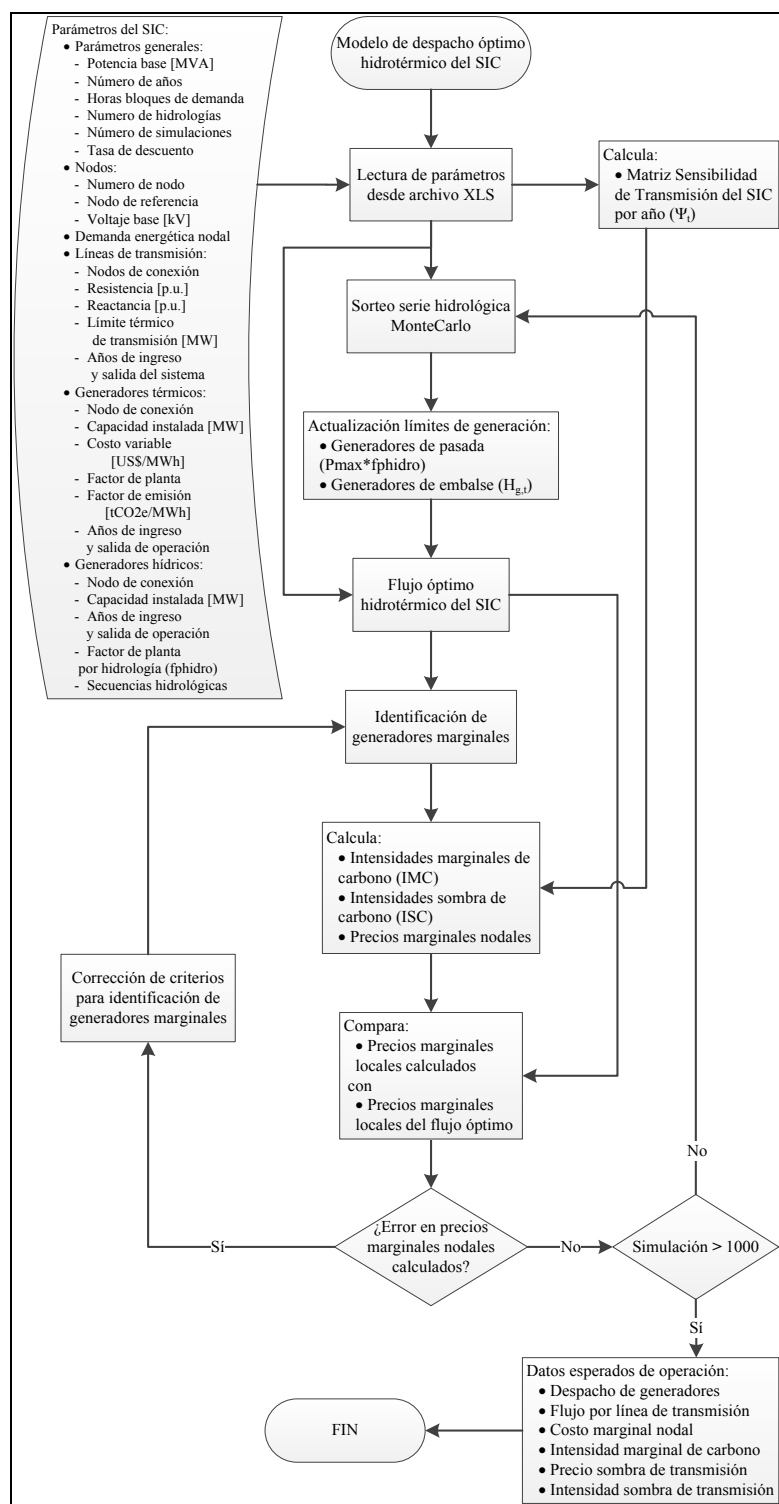 Parámetros del SIC:
• Parámetros generales:
- Potencia base [MVA]
- Número de años
- Horas bloques de demanda
- Numero de hidrologías
- Número de simulaciones
- Tasa de descuento
• Nodos:
- Numero de nodo
- Nodo de referencia
- Voltaje base [kV]
• Demanda energética nodal
• Líneas de transmisión:
- Nodos de conexión
- Resistencia [p.u.]
- Reactancia [p.u.]
- Límite térmico
de transmisión [MW]
- Años de ingreso
y salida del sistema
• Generadores térmicos:
- Nodo de conexión
- Capacidad instalada [MW]
- Costo variable
[US$/MWh]
- Factor de planta
- Factor de emisión
[tCO2e/MWh]
- Años de ingreso
y salida de operación
• Generadores hídricos:
- Nodo de conexión
- Capacidad instalada [MW]
- Años de ingreso
y salida de operación
- Factor de planta
por hidrología (fphidro)
- Secuencias hidrológicas
Modelo de despacho óptimo
hidrotérmico del SIC
Lectura de parámetros
desde archivo XLS
Calcula:
• Matriz Sensibilidad
de Transmisión del SIC
por año (Ψt)
Sorteo serie hidrológica
MonteCarlo
Actualización límites de generación:
• Generadores de pasada
(Pmax*fphidro)
• Generadores de embalse (Hg,t)
Flujo óptimo
hidrotérmico del SIC
Identificación de
generadores marginales
Calcula:
• Intensidades marginales de
carbono (IMC)
• Intensidades sombra de
carbono (ISC)
• Precios marginales nodales
Corrección de criterios
para identificación de
generadores marginales
Compara:
• Precios marginales
locales calculados
con
• Precios marginales
locales del flujo óptimo
¿Error en precios
marginales nodales
calculados?
Sí
No
Simulación > 1000
No
Sí
Datos esperados de operación:
• Despacho de generadores
• Flujo por línea de transmisión
• Costo marginal nodal
• Intensidad marginal de carbono
• Precio sombra de transmisión
• Intensidad sombra de transmisión
FIN